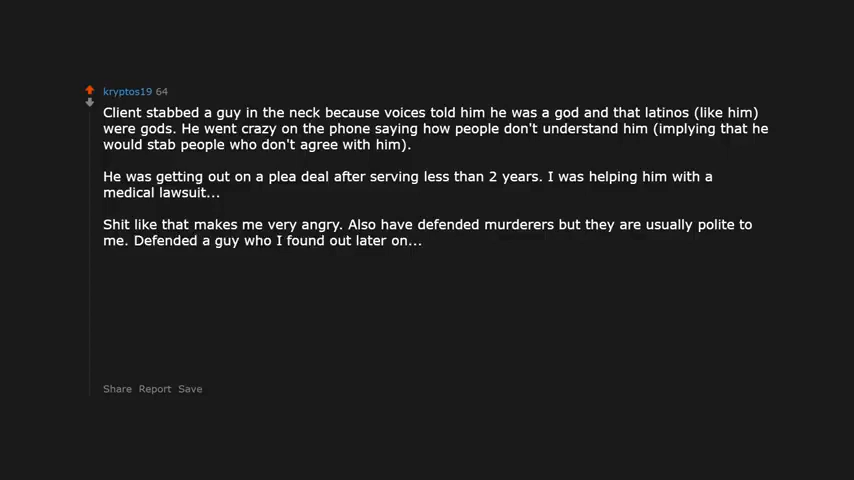 kryptos19 64
Client stabbed a guy in the neck because voices told him he was a god and that latinos (like him)
were gods. He went crazy on the phone saying how people don't understand him (implying that he
would stab people who don't agree with him).
He was getting out on a plea deal after serving less than 2 years. I was helping him with a
medical lawsuit...
Shit like that makes me very angry. Also have defended murderers but they are usually polite to
me. Defended a guy who I found out later on...
Share Report Save